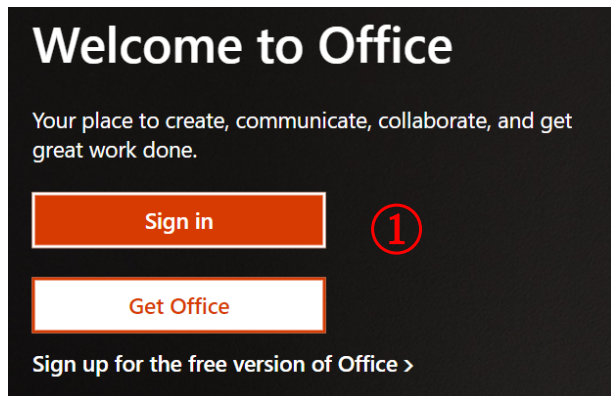 Welcome to Office
Your place to create, communicate, collaborate, and get
great work done.
Sign in
①
Get Office
Sign up for the free version of Office >